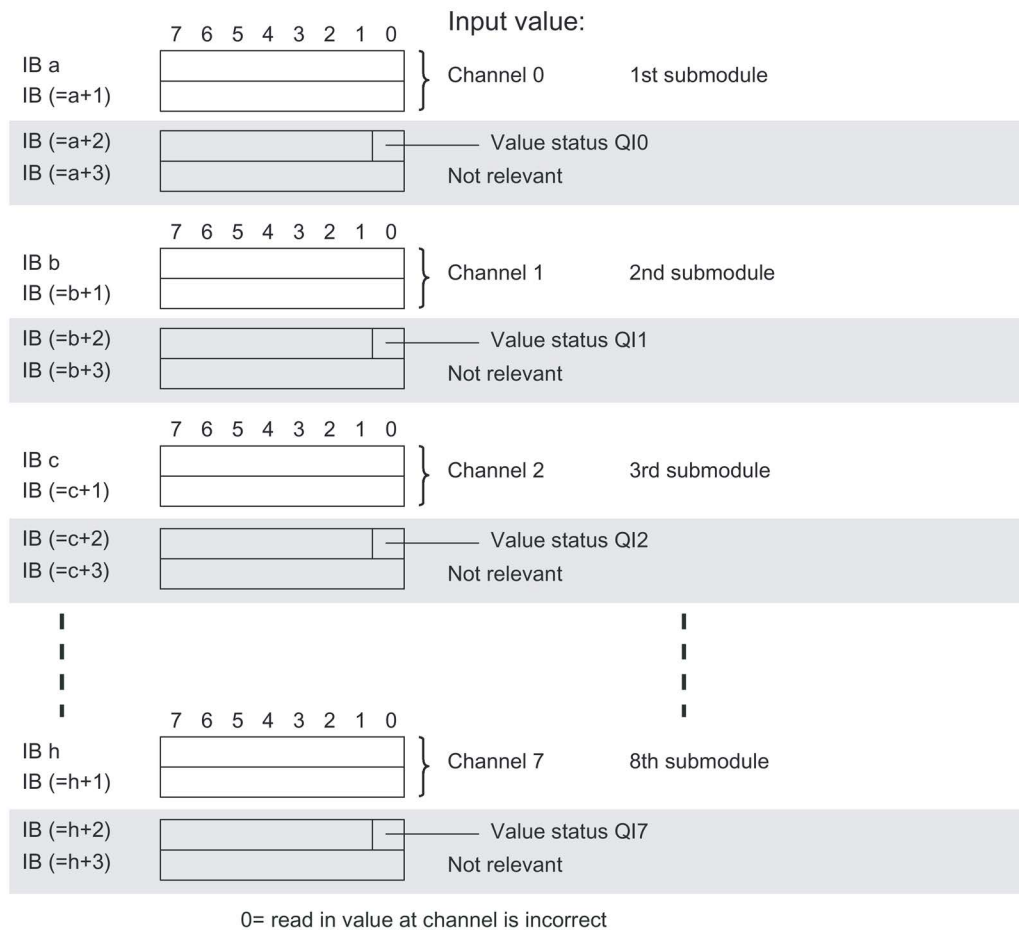 Input value:
7 6 5 4 3 2 1 0
IB a
IB (=a+1)
Channel 0 1st submodule
IB (=a+2) Value status QI0
IB (=a+3) Not relevant
7 6 5 4 3 2 1 0
IB b
IB (=b+1)
Channel 1 2nd submodule
IB (=b+2) Value status QI1
IB (=b+3) Not relevant
7 6 5 4 3 2 1 0
IB c
IB (=c+1)
Channel 2 3rd submodule
IB (=c+2) Value status QI2
IB (=c+3) Not relevant
7 6 5 4 3 2 1 0
IB h
IB (=h+1)
Channel 7 8th submodule
IB (=h+2) Value status QI7
IB (=h+3) Not relevant
0= read in value at channel is incorrect